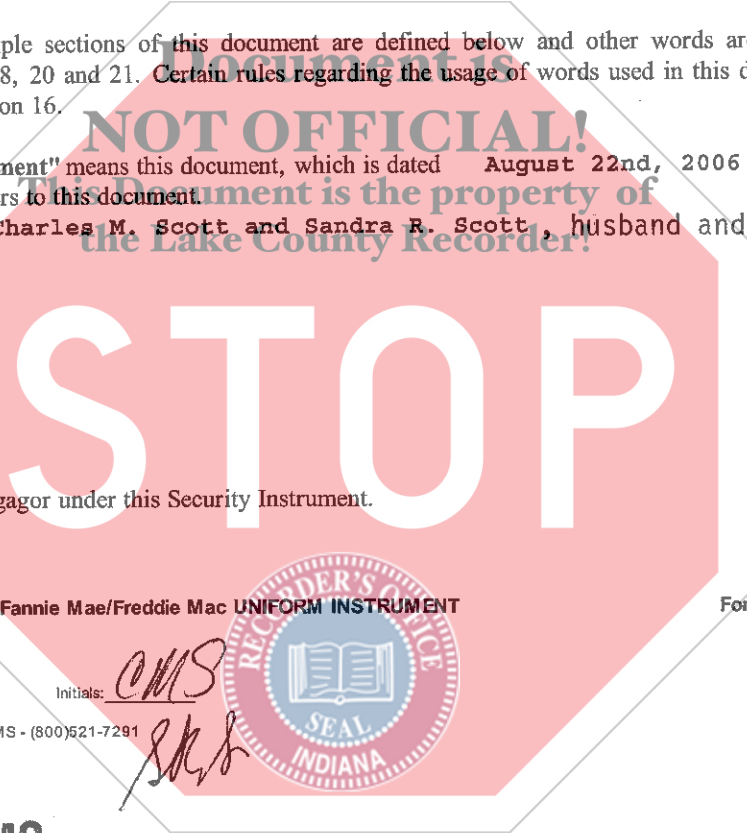 ple sections of this document are defined below and other words ar
8, 20 and 21. Certain rules regarding the usage of words used in this d
on 16.
Document is
NOT OFFICIAL!
This Document is the property of
the Lake County Recorder!
ment" means this document, which is dated August 22nd, 2006
rs to this document.
Charles M. Scott and Sandra R. Scott , husband and
STOP
gagor under this Security Instrument.
Fannie Mae/Freddie Mac UNIFORM INSTRUMENT
For
Initials: CMS
MS - (800)521-7291
SRS
RECORDER'S OFFICE
SEAL
INDIANA